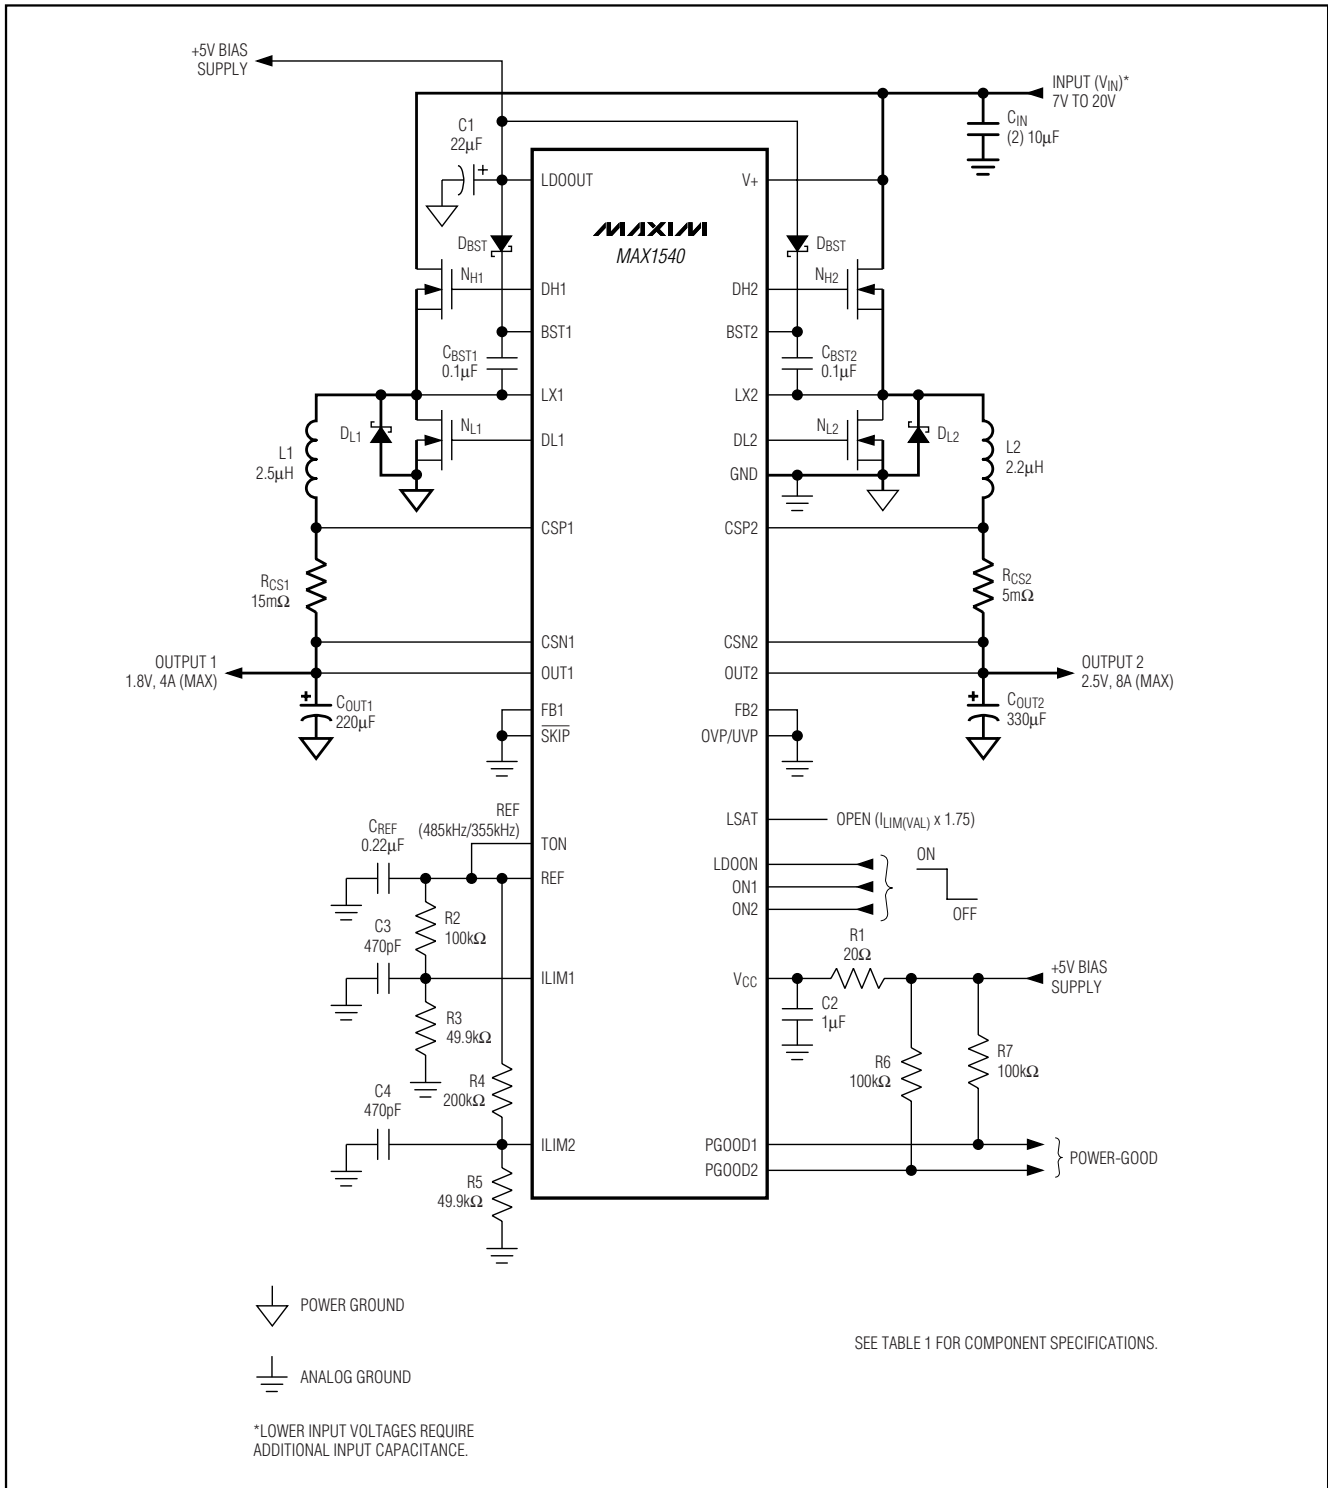 +5V BIAS
SUPPLY
INPUT (VIN)*
7V TO 20V
CIN
(2) 10µF
C1
22µF
+
LDOOUT
V+
MAXIM
MAX1540
DBST
DBST
NH1
NH2
DH1
DH2
BST1
BST2
CBST1
0.1µF
CBST2
0.1µF
LX1
LX2
DL1
NL1
DL1
DL2
NL2
DL2
L1
2.5µH
L2
2.2µH
GND
CSP1
CSP2
RCS1
15mΩ
RCS2
5mΩ
CSN1
CSN2
OUTPUT 1
1.8V, 4A (MAX)
OUT1
OUT2
OUTPUT 2
2.5V, 8A (MAX)
+
COUT1
220µF
+
COUT2
330µF
FB1
FB2
SKIP
OVP/UVP
REF
(485kHz/355kHz)
TON
LSAT
OPEN (ILIM(VAL) x 1.75)
CREF
0.22µF
REF
LDOON
ON1
ON2
ON
OFF
C3
470pF
R2
100kΩ
ILIM1
R3
49.9kΩ
VCC
R1
20Ω
+5V BIAS
SUPPLY
C2
1µF
R6
100kΩ
R7
100kΩ
C4
470pF
R4
200kΩ
ILIM2
R5
49.9kΩ
PGOOD1
PGOOD2
POWER-GOOD
POWER GROUND
ANALOG GROUND
SEE TABLE 1 FOR COMPONENT SPECIFICATIONS.
*LOWER INPUT VOLTAGES REQUIRE
ADDITIONAL INPUT CAPACITANCE.